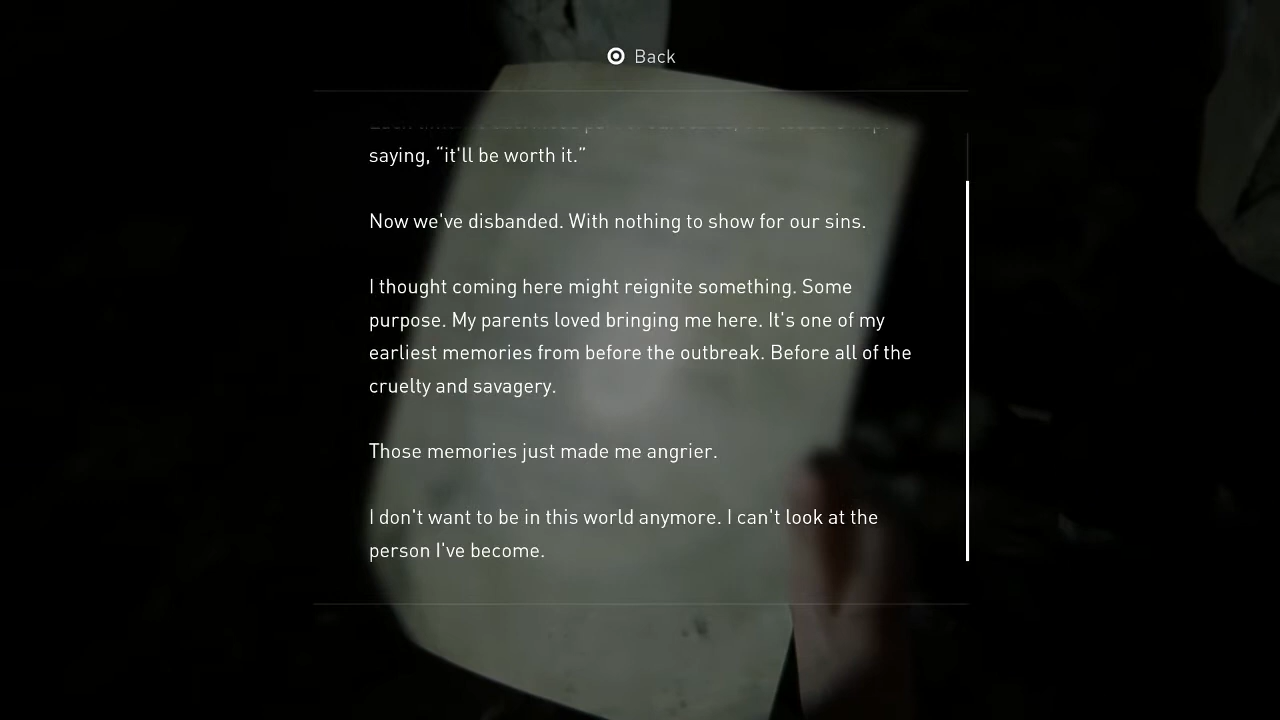 Back
saying, “it'll be worth it.”
Now we've disbanded. With nothing to show for our sins.
I thought coming here might reignite something. Some
purpose. My parents loved bringing me here. It's one of my
earliest memories from before the outbreak. Before all of the
cruelty and savagery.
Those memories just made me angrier.
I don't want to be in this world anymore. I can't look at the
person I've become.